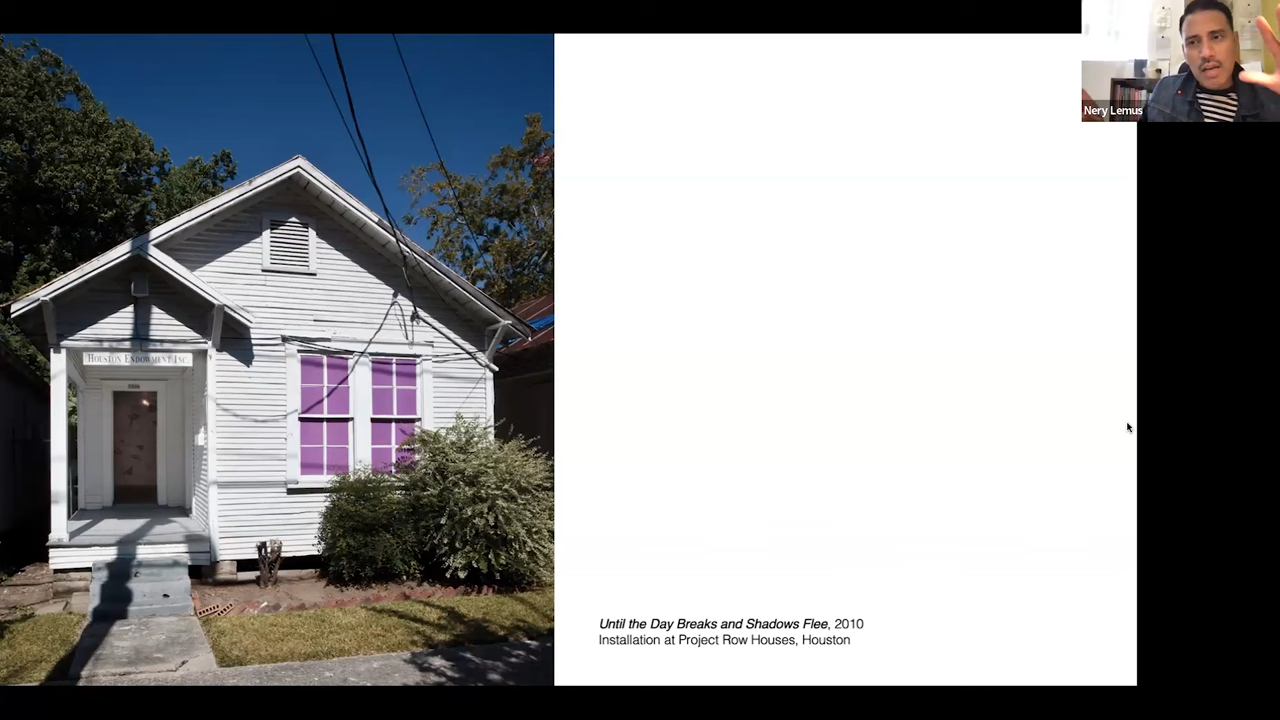 Nery Lemus
HOUSTON ENDOWMENT INC.
Until the Day Breaks and Shadows Flee, 2010
Installation at Project Row Houses, Houston